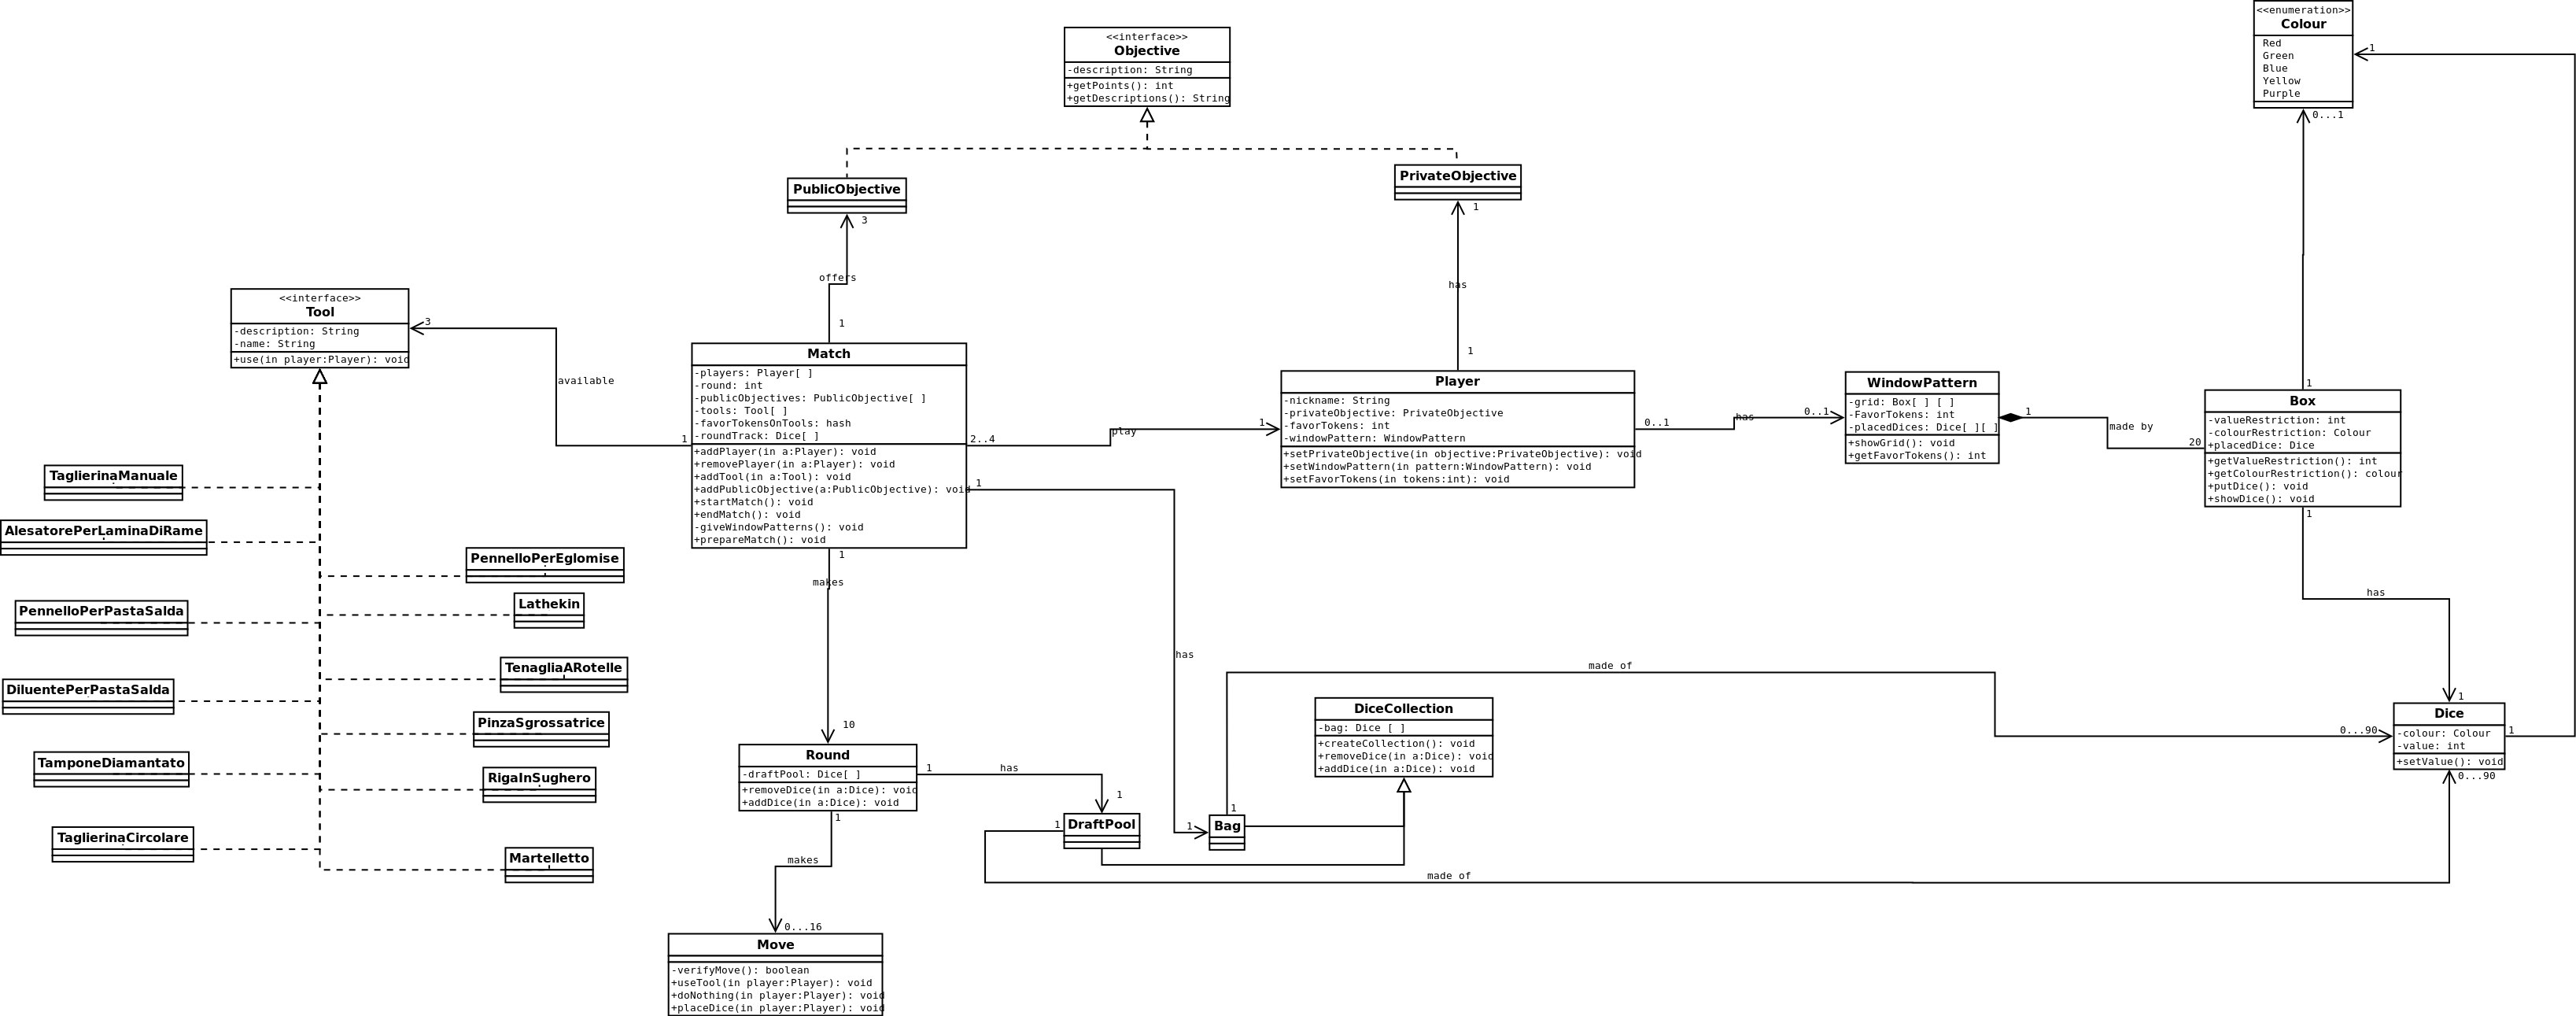 <<enumeration>>
Colour
Red
Green
Blue
Yellow
Purple
1
0...1
<<interface>>
Objective
-description: String
+getPoints(): int
+getDescriptions(): String
PublicObjective
3
offers
1
PrivateObjective
1
has
1
<<interface>>
Tool
-description: String
-name: String
+use(in player:Player): void
3
available
1
Match
-players: Player[ ]
-round: int
-publicObjectives: PublicObjective[ ]
-tools: Tool[ ]
-favorTokensOnTools: hash
-roundTrack: Dice[ ]
+addPlayer(in a:Player): void
+removePlayer(in a:Player): void
+addTool(in a:Tool): void
+addPublicObjective(a:PublicObjective): void
+startMatch(): void
+endMatch(): void
-giveWindowPatterns(): void
+prepareMatch(): void
2..4
play
1
1
has
1
Player
-nickname: String
-privateObjective: PrivateObjective
-favorTokens: int
-windowPattern: WindowPattern
+setPrivateObjective(in objective:PrivateObjective): void
+setWindowPattern(in pattern:WindowPattern): void
+setFavorTokens(in tokens:int): void
0..1
has
0..1
WindowPattern
-grid: Box[ ] [ ]
-FavorTokens: int
-placedDices: Dice[ ][ ]
+showGrid(): void
+getFavorTokens(): int
1
made by
20
1
Box
-valueRestriction: int
-colourRestriction: Colour
+placedDice: Dice
+getValueRestriction(): int
+getColourRestriction(): colour
+putDice(): void
+showDice(): void
1
has
1
TaglierinaManuale
AlesatorePerLaminaDiRame
PennelloPerEglomise
Lathekin
PennelloPerPastaSalda
TenagliaARotelle
DiluentePerPastaSalda
PinzaSgrossatrice
TamponeDiamantato
RigaInSughero
TaglierinaCircolare
Martelletto
1
makes
10
Round
-draftPool: Dice[ ]
+removeDice(in a:Dice): void
+addDice(in a:Dice): void
1
has
1
1
makes
0...16
Move
-verifyMove(): boolean
+useTool(in player:Player): void
+doNothing(in player:Player): void
+placeDice(in player:Player): void
DraftPool
1
made of
0...90
Bag
1
made of
0...90
DiceCollection
-bag: Dice [ ]
+createCollection(): void
+removeDice(in a:Dice): void
+addDice(in a:Dice): void
Dice
-colour: Colour
-value: int
+setValue(): void
1